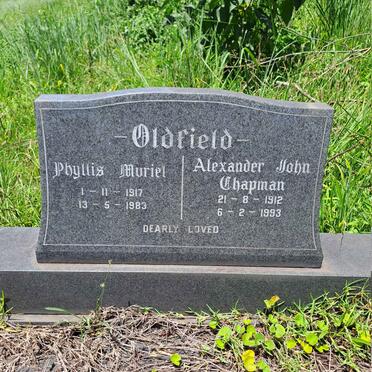 Oldfield
Phyllis Muriel
1 - 11 - 1917
13 - 5 - 1983
Alexander John
Chapman
21 - 8 - 1912
6 - 2 - 1993
DEARLY LOVED